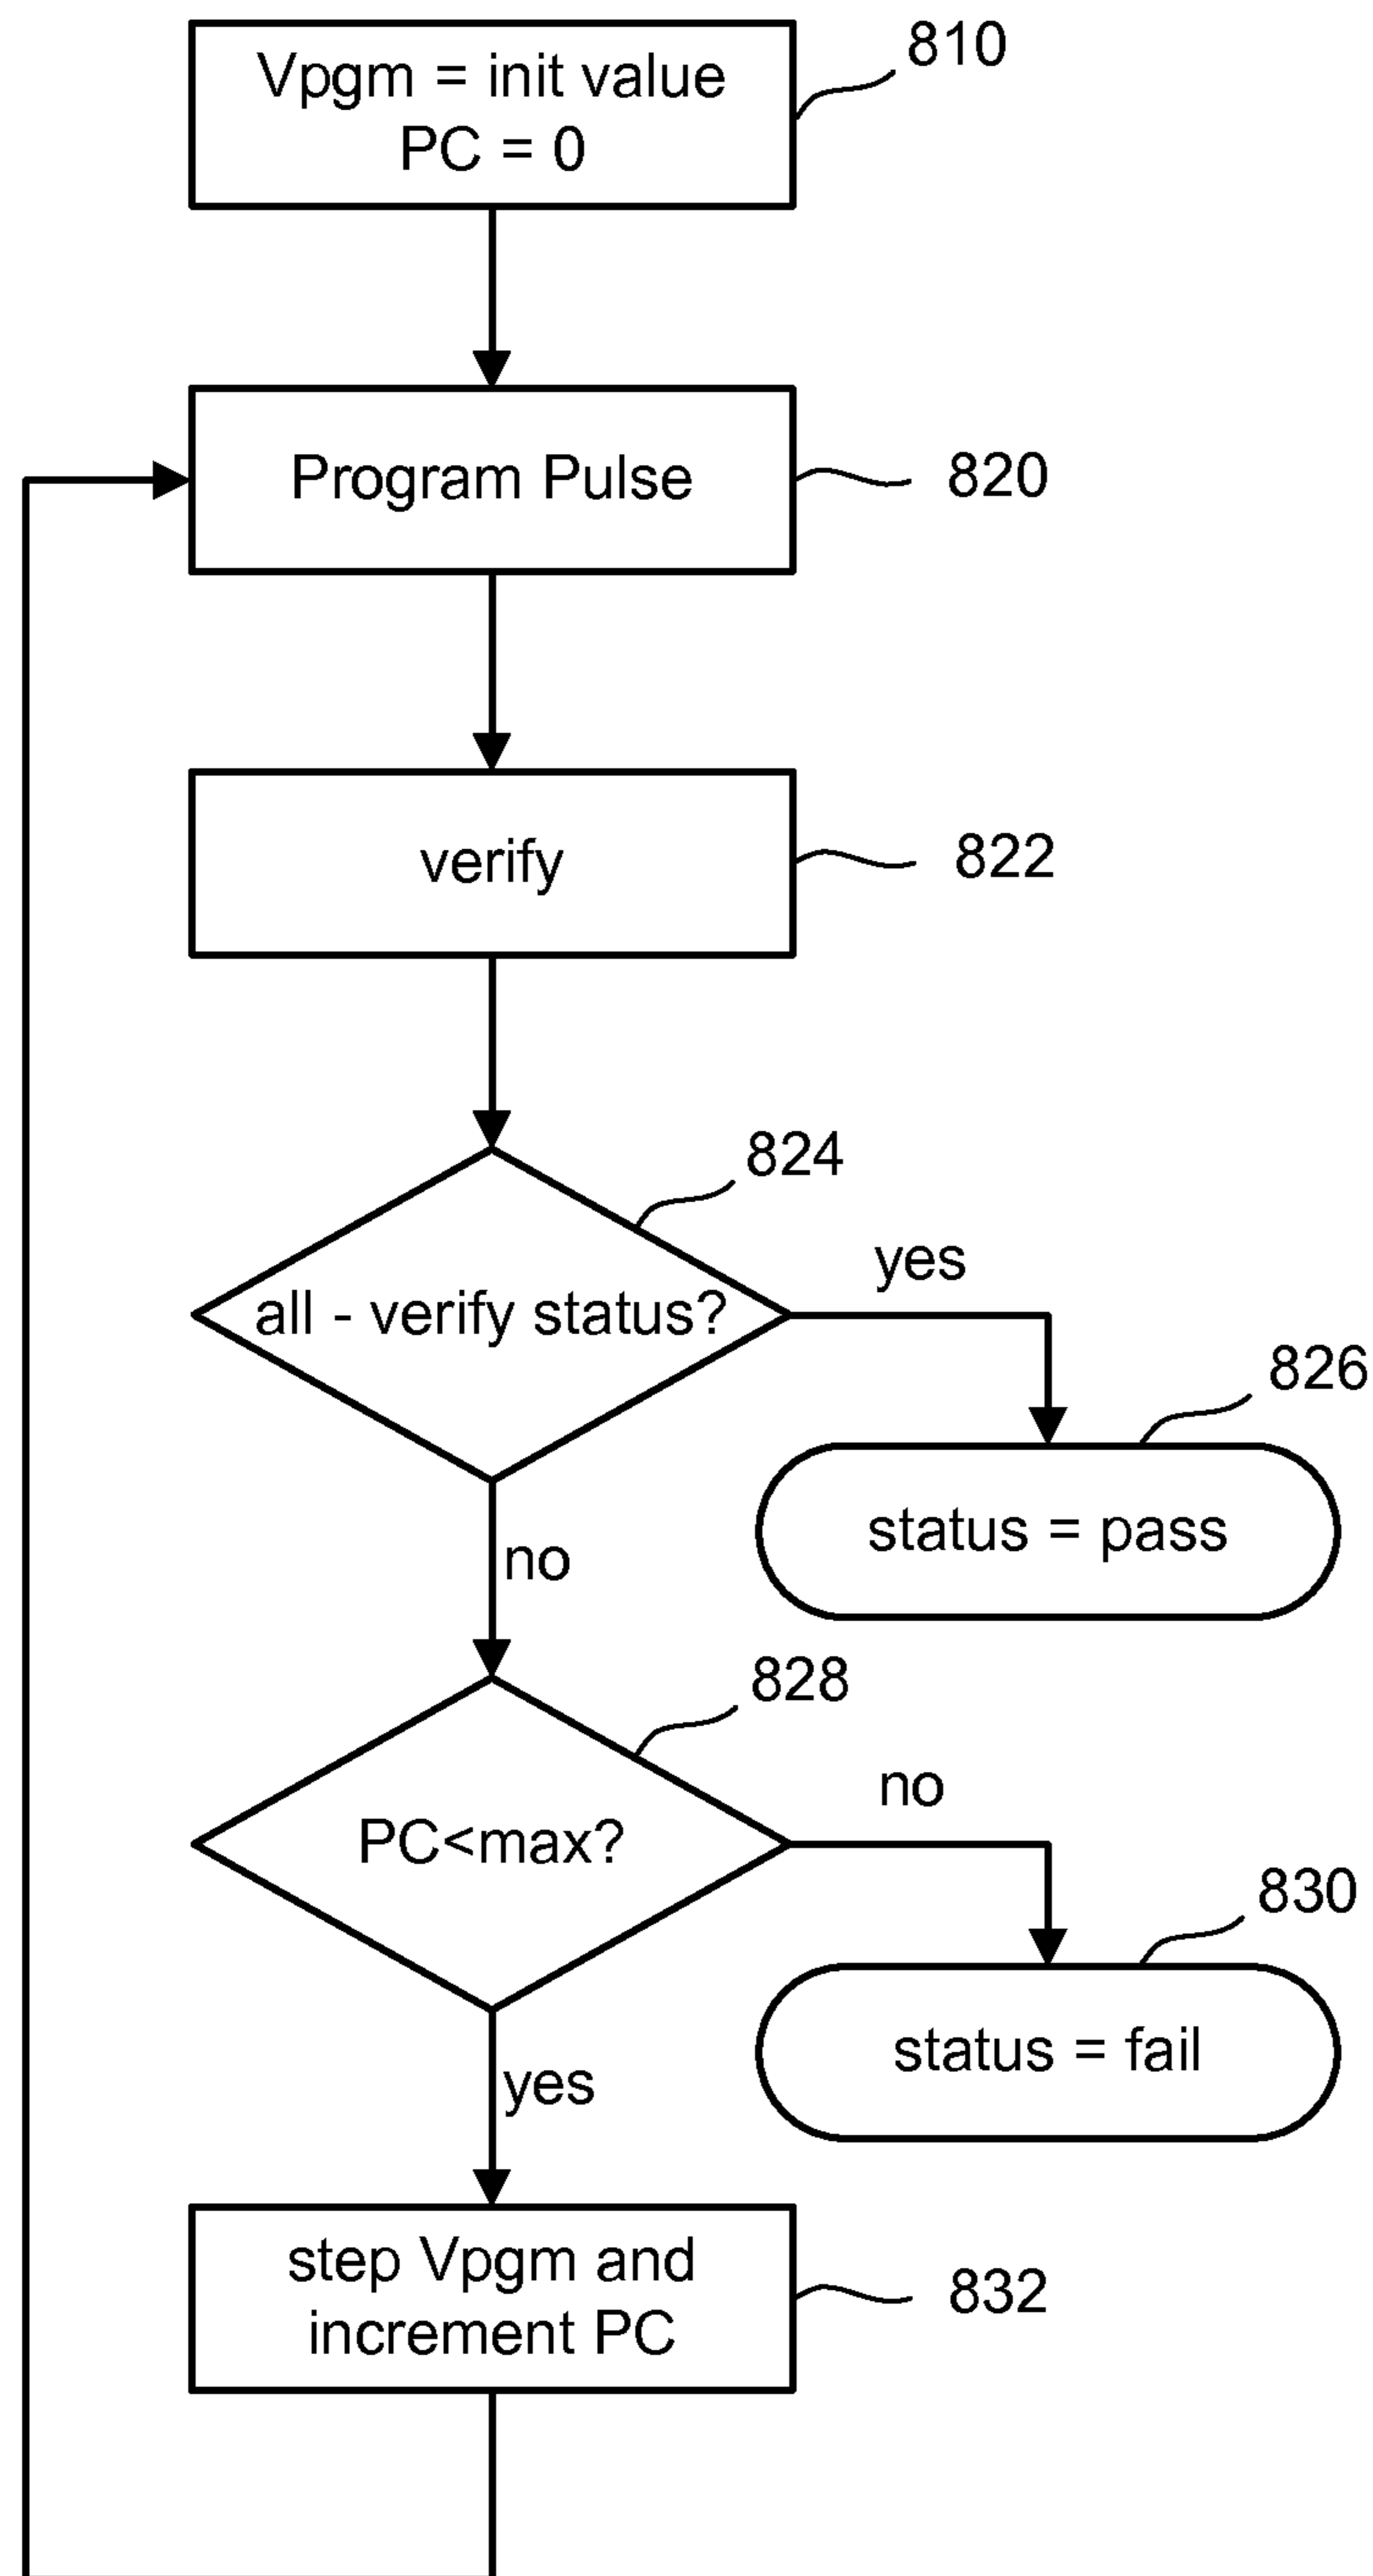 Vpgm = init value
PC = 0
810
Program Pulse
820
verify
822
824
all - verify status?
yes
826
status = pass
no
828
PC<max?
no
830
status = fail
yes
step Vpgm and
increment PC
832